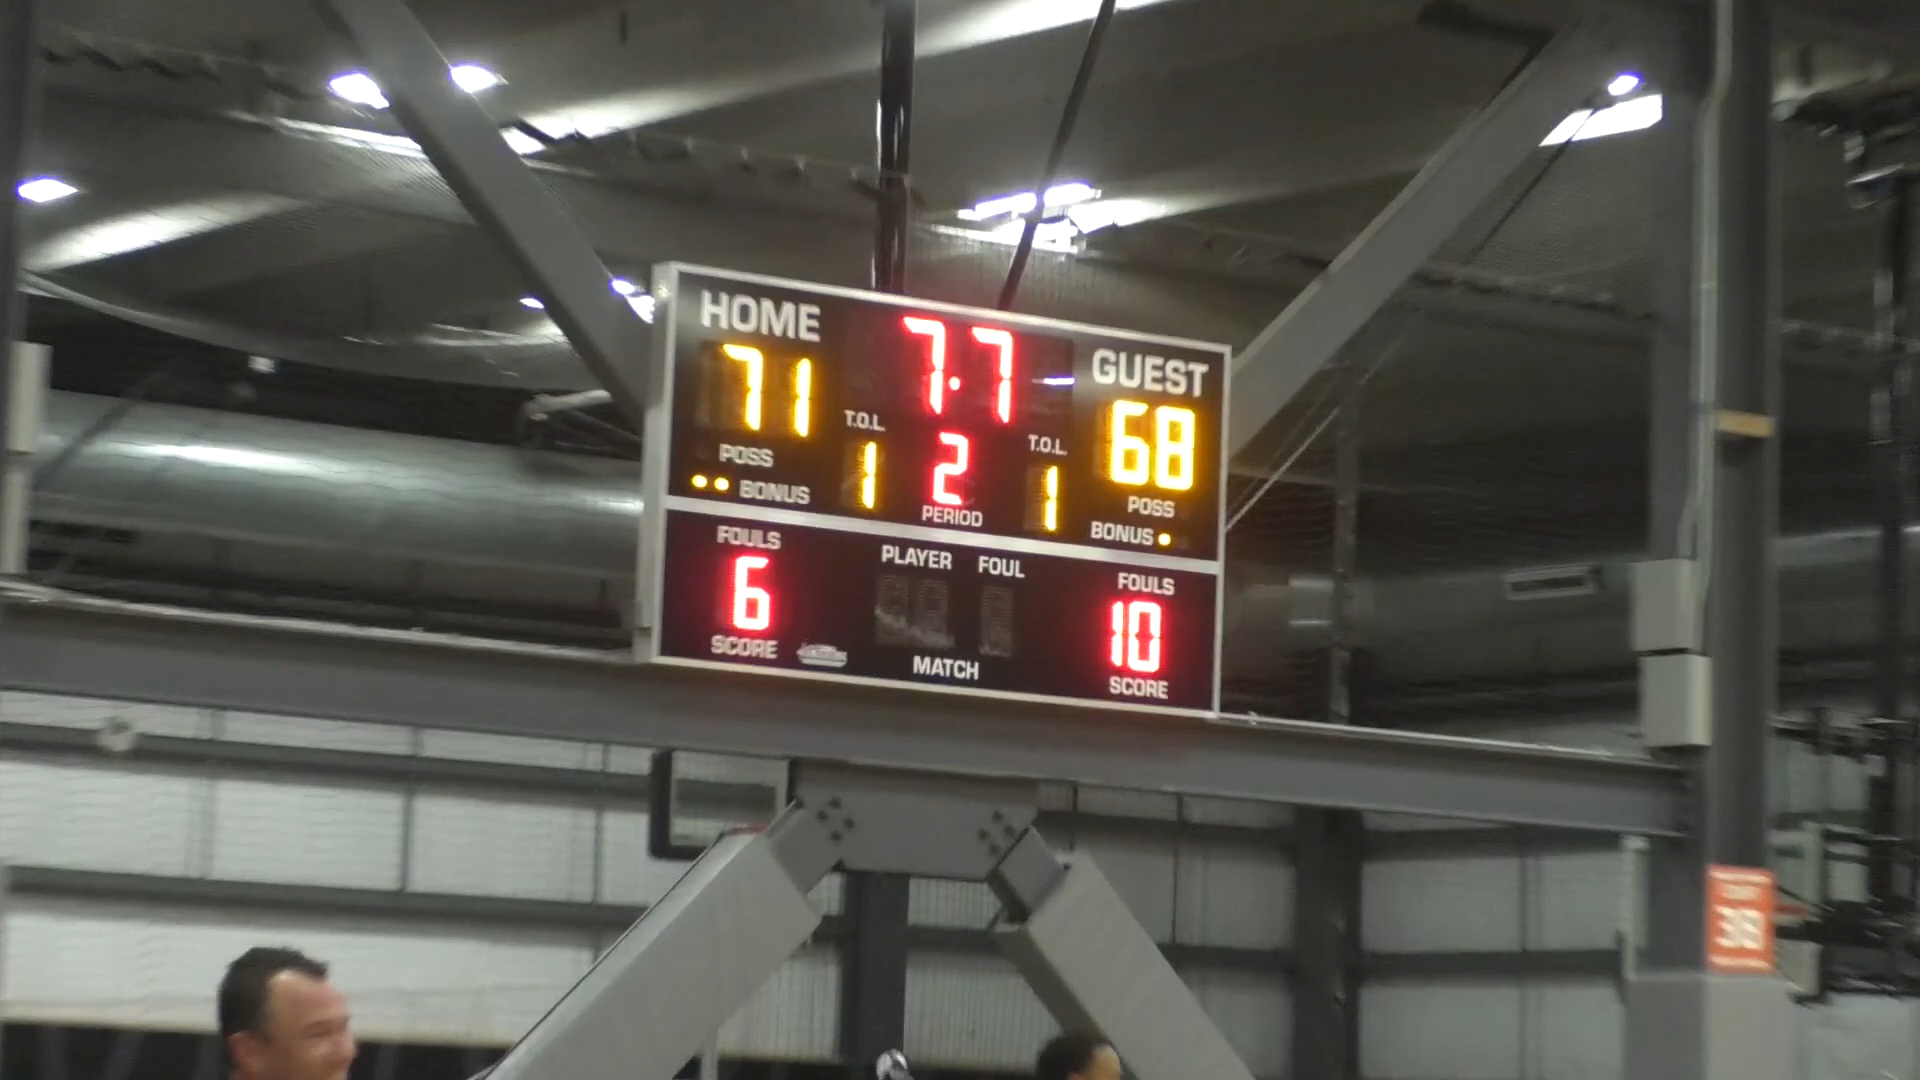 HOME
7.7
GUEST
71
68
T.O.L.
T.O.L.
1
2
1
POSS
POSS
BONUS
PERIOD
BONUS
FOULS
PLAYER
FOUL
FOULS
6
10
SCORE
MATCH
SCORE
38